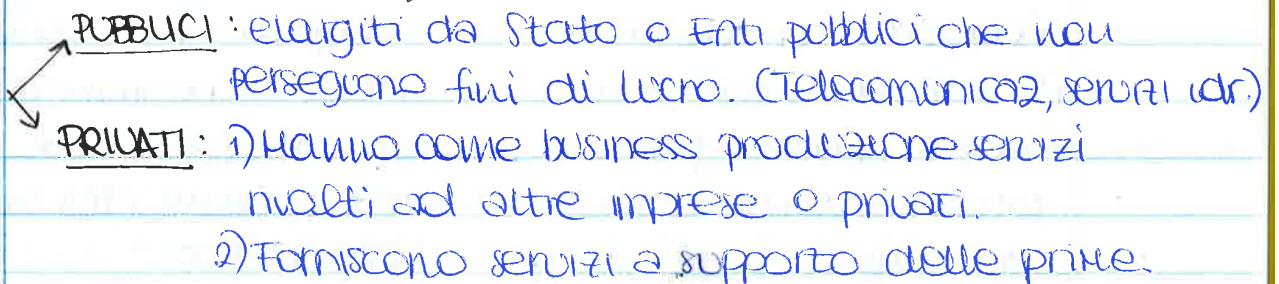 PUBBLICI: elargiti da Stato o Enti pubblici che non
perseguono fini di lucro. (Telecomunicaz, servizi idr.)
PRIVATI: 1) Hanno come business produzione servizi
rivolti ad altre imprese o privati.
2) Forniscono servizi a supporto delle prime.